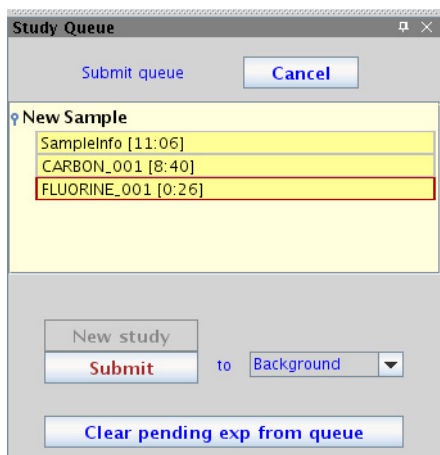 Study Queue
Submit queue Cancel
New Sample
SampleInfo [11:06]
CARBON_001 [8:40]
FLUORINE_001 [0:26]
New study
Submit to Background
Clear pending exp from queue